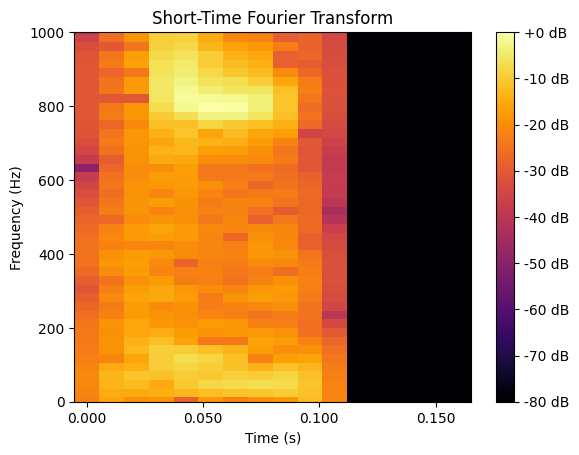 Short-Time Fourier Transform
1000
800
600
400
200
0
Frequency (Hz)
0.000
0.050
0.100
0.150
Time (s)
+0 dB
-10 dB
-20 dB
-30 dB
-40 dB
-50 dB
-60 dB
-70 dB
-80 dB